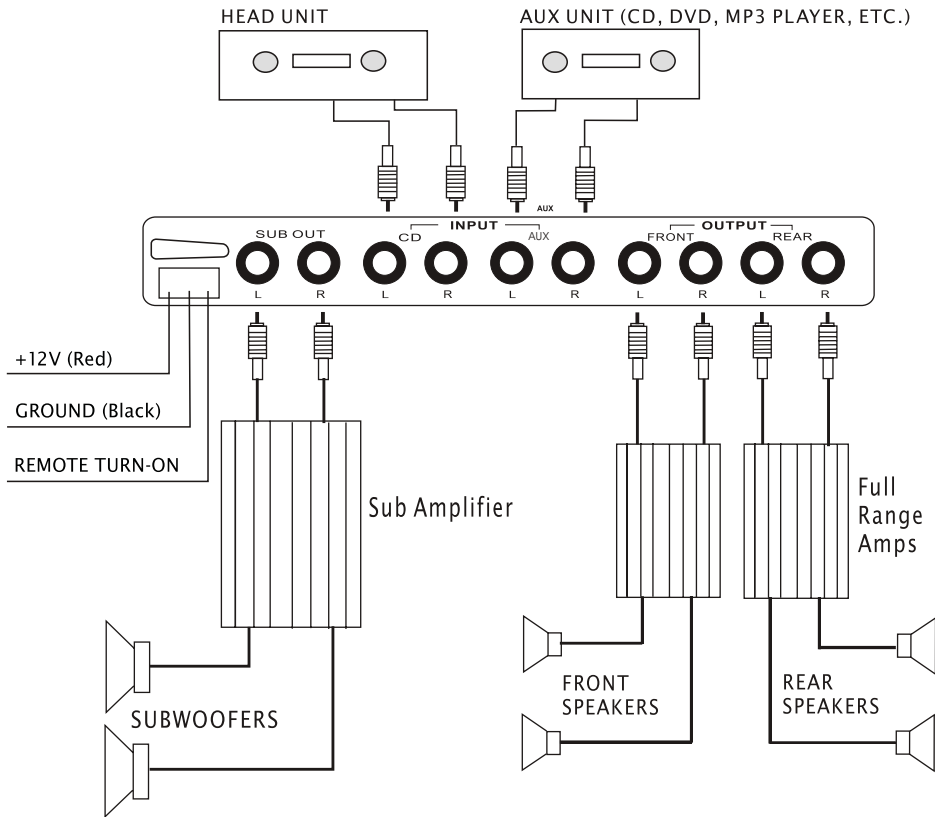 HEAD UNIT
AUX UNIT (CD, DVD, MP3 PLAYER, ETC.)
AUX
SUB OUT
INPUT
CD
AUX
OUTPUT
FRONT
REAR
L R L R L R L R L R
+12V (Red)
GROUND (Black)
REMOTE TURN-ON
Sub Amplifier
Full
Range
Amps
SUBWOOFERS
FRONT
SPEAKERS
REAR
SPEAKERS